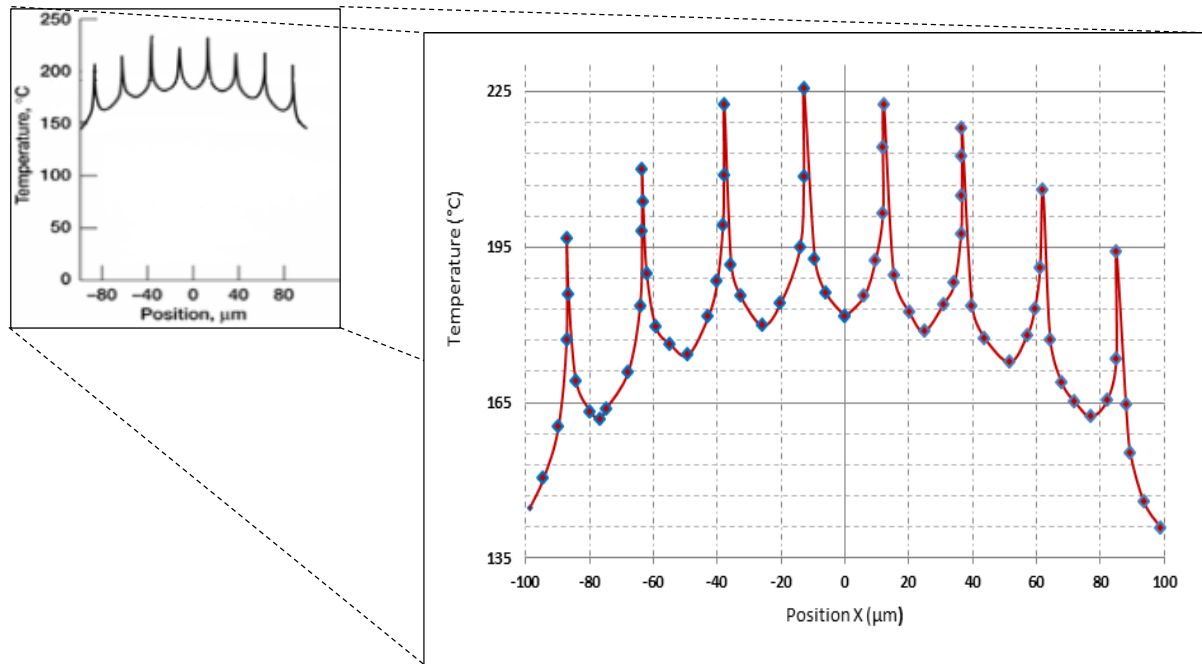 250
200
150
100
50
0
Temperature, °C
−80 −40 0 40 80
Position, µm
225
195
165
135
Temperature (°C)
-100 -80 -60 -40 -20 0 20 40 60 80 100
Position X (µm)